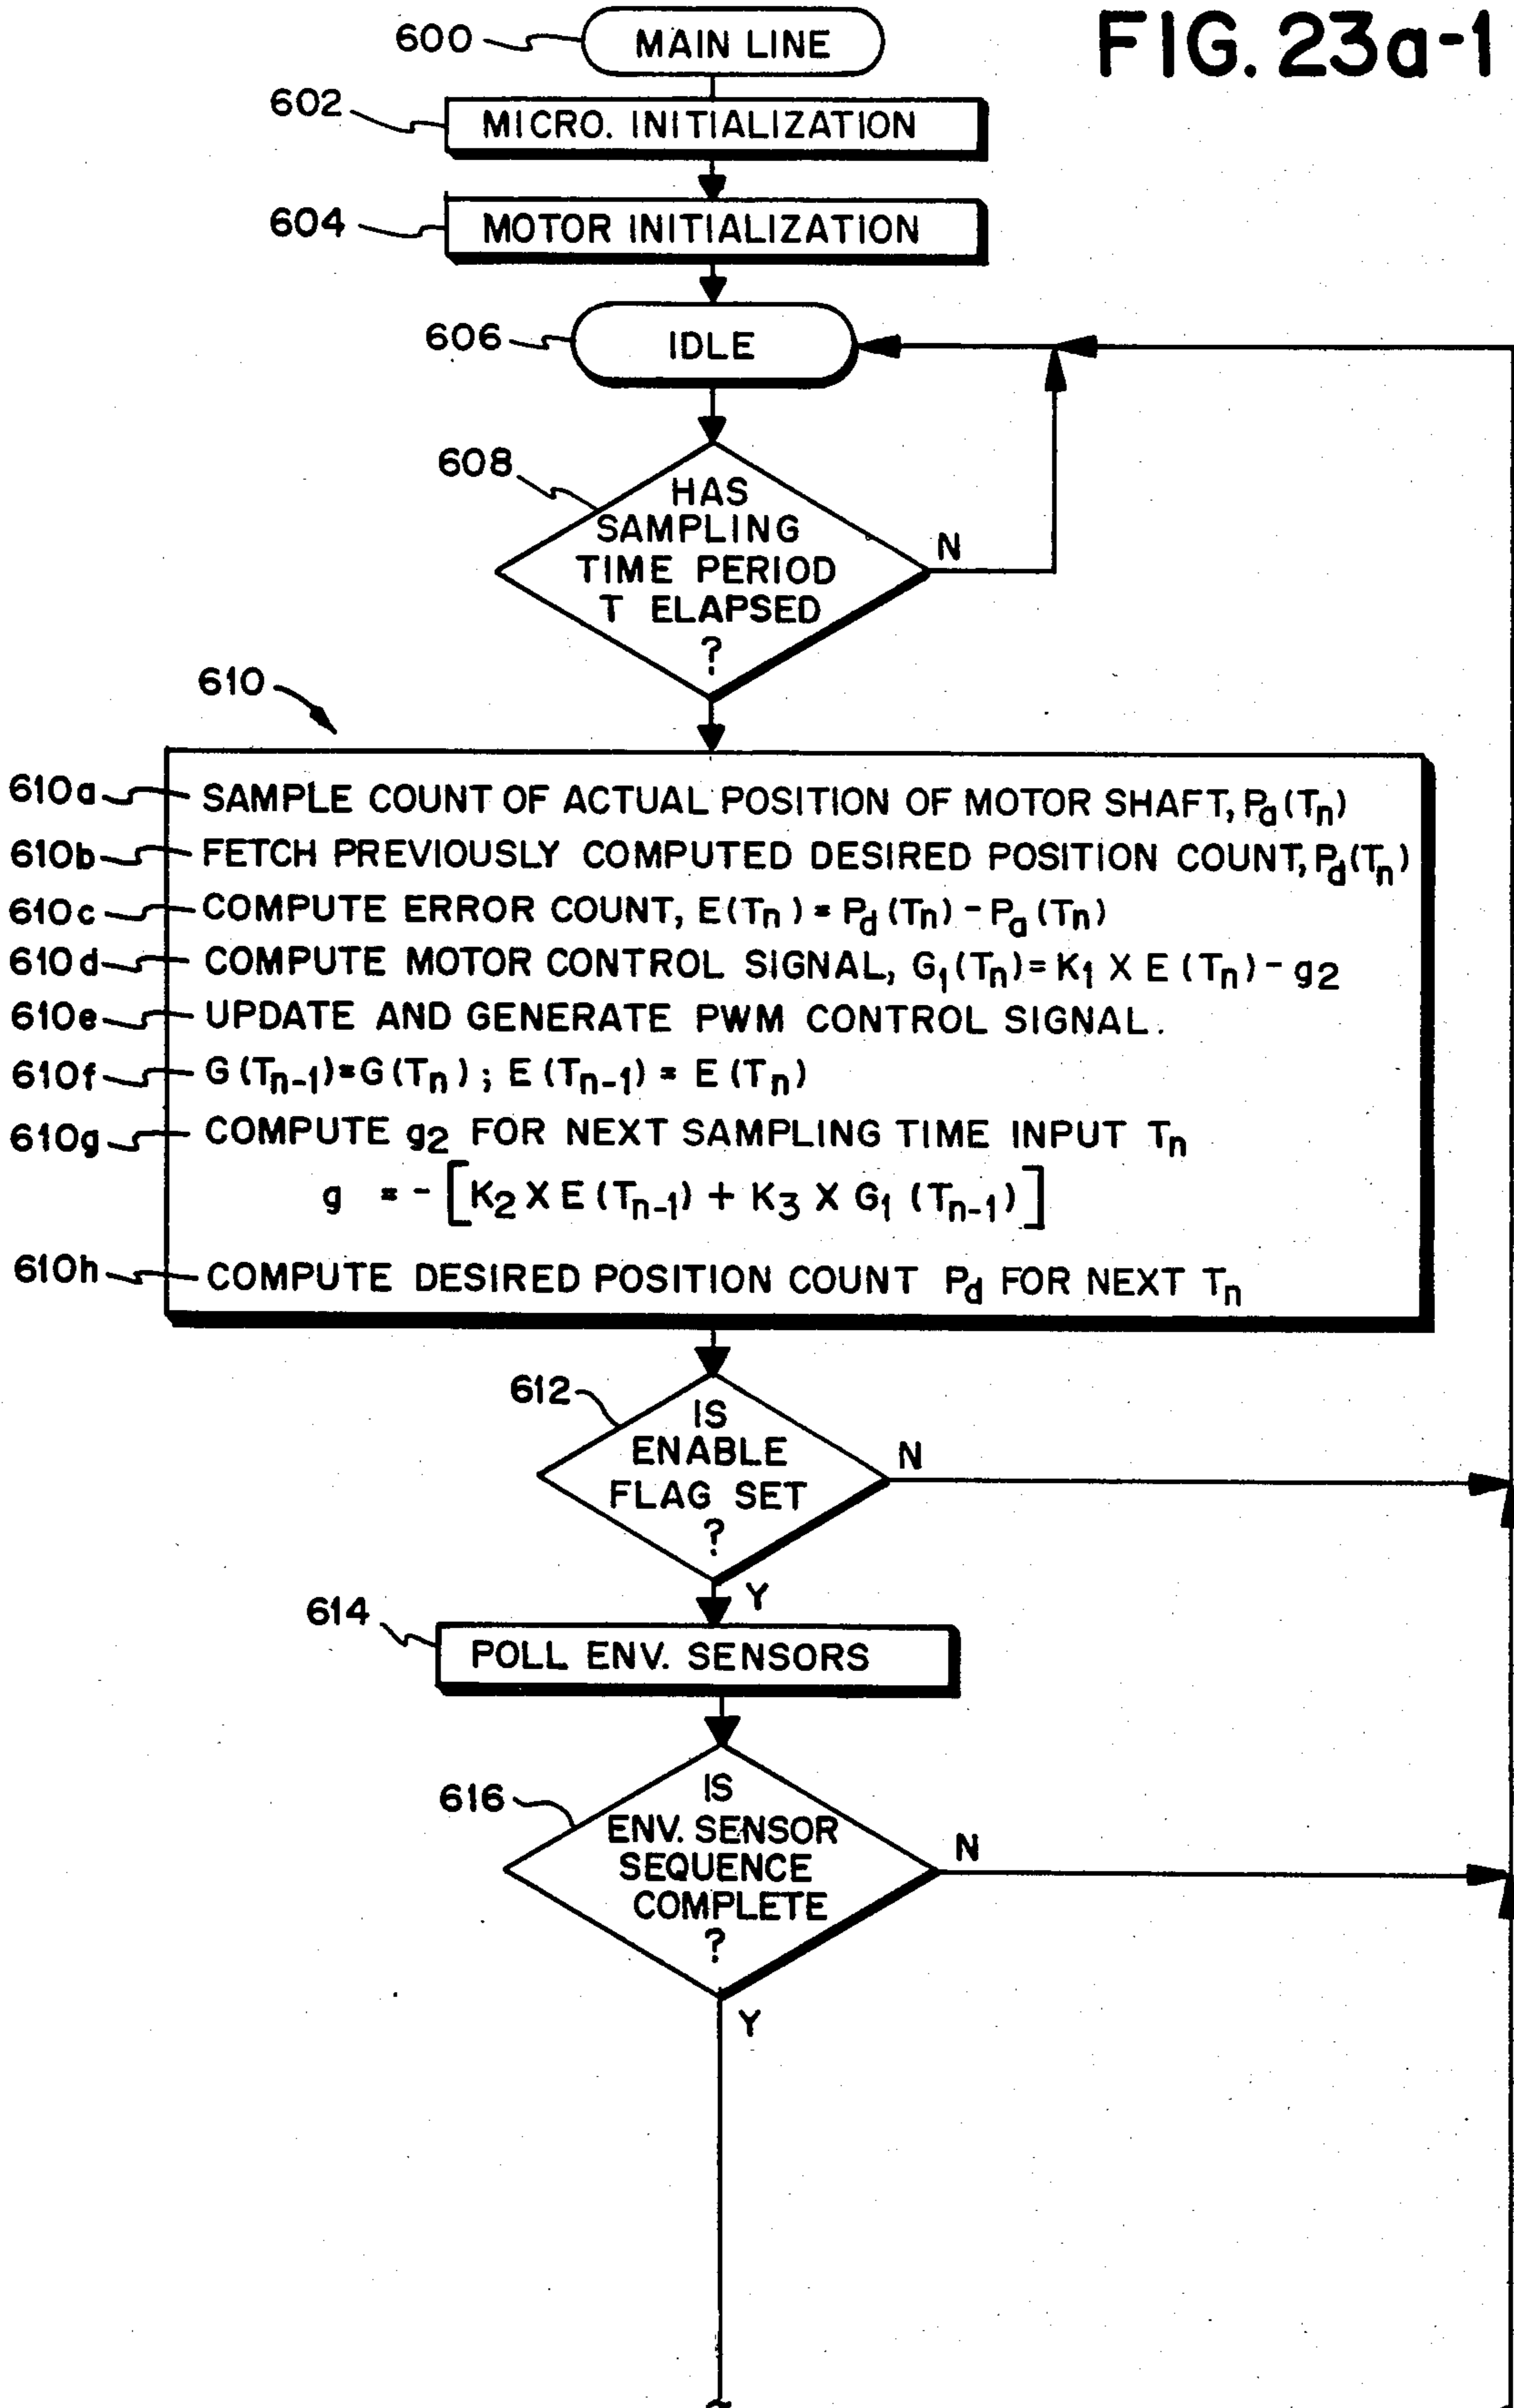 FIG. 23a-1
600
MAIN LINE
602
MICRO. INITIALIZATION
604
MOTOR INITIALIZATION
606
IDLE
608
HAS
SAMPLING
TIME PERIOD
T ELAPSED
?
N
610
610a SAMPLE COUNT OF ACTUAL POSITION OF MOTOR SHAFT, Pa(Tn)
610b FETCH PREVIOUSLY COMPUTED DESIRED POSITION COUNT, Pd(Tn)
610c COMPUTE ERROR COUNT, E(Tn) = Pd(Tn) - Pa(Tn)
610d COMPUTE MOTOR CONTROL SIGNAL, G1(Tn) = K1 X E(Tn) - g2
610e UPDATE AND GENERATE PWM CONTROL SIGNAL.
610f G(Tn-1) = G(Tn); E(Tn-1) = E(Tn)
610g COMPUTE g2 FOR NEXT SAMPLING TIME INPUT Tn
g = - [K2 X E(Tn-1) + K3 X G1(Tn-1)]
610h COMPUTE DESIRED POSITION COUNT Pd FOR NEXT Tn
612
IS
ENABLE
FLAG SET
?
N
Y
614
POLL ENV. SENSORS
616
IS
ENV. SENSOR
SEQUENCE
COMPLETE
?
N
Y